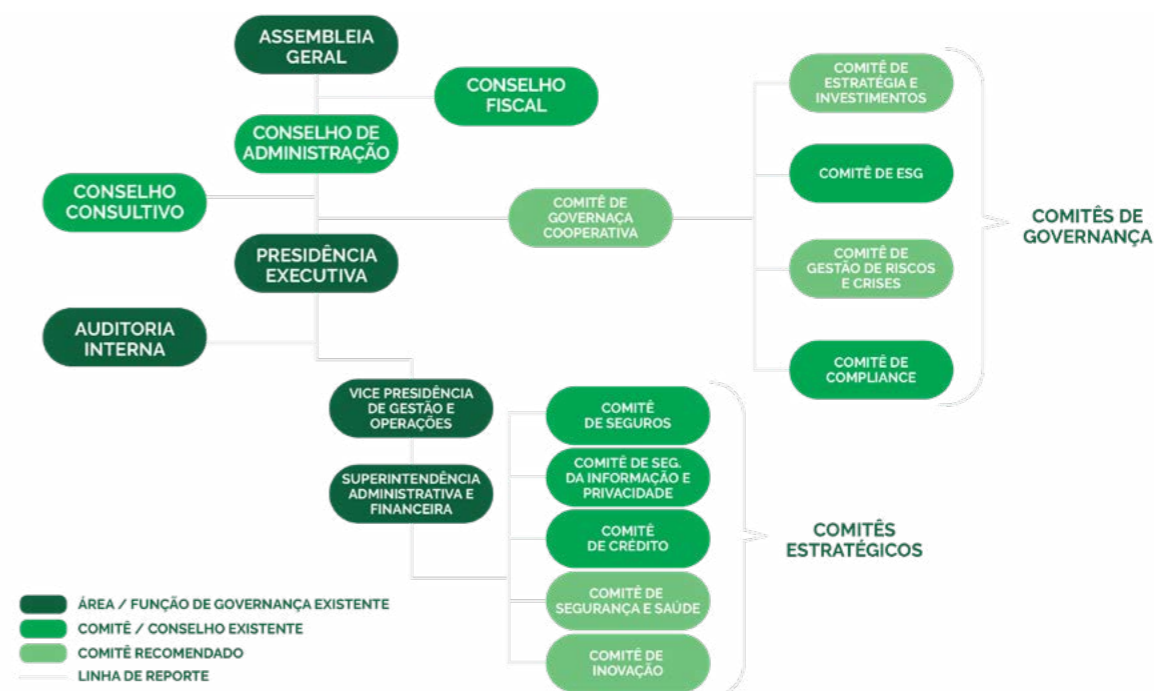 ASSEMBLEIA
GERAL
CONSELHO
FISCAL
CONSELHO DE
ADMINISTRAÇÃO
CONSELHO
CONSULTIVO
PRESIDÊNCIA
EXECUTIVA
AUDITORIA
INTERNA
COMITÊ DE
GOVERNAÇA
COOPERATIVA
COMITÊ DE
ESTRATÉGIA E
INVESTIMENTOS
COMITÊ DE ESG
COMITÊ DE
GESTÃO DE RISCOS
E CRISES
COMITÊ DE
COMPLIANCE
COMITÊS DE
GOVERNANÇA
VICE PRESIDÊNCIA
DE GESTÃO E
OPERAÇÕES
SUPERINTENDÊNCIA
ADMINISTRATIVA E
FINANCEIRA
COMITÊ
DE SEGUROS
COMITÊ DE SEG.
DA INFORMAÇÃO E
PRIVACIDADE
COMITÊ
DE CRÉDITO
COMITÊ DE
SEGURANÇA E SAÚDE
COMITÊ DE
INOVAÇÃO
COMITÊS
ESTRATÉGICOS
ÁREA / FUNÇÃO DE GOVERNANÇA EXISTENTE
COMITÊ / CONSELHO EXISTENTE
COMITÊ RECOMENDADO
LINHA DE REPORTE